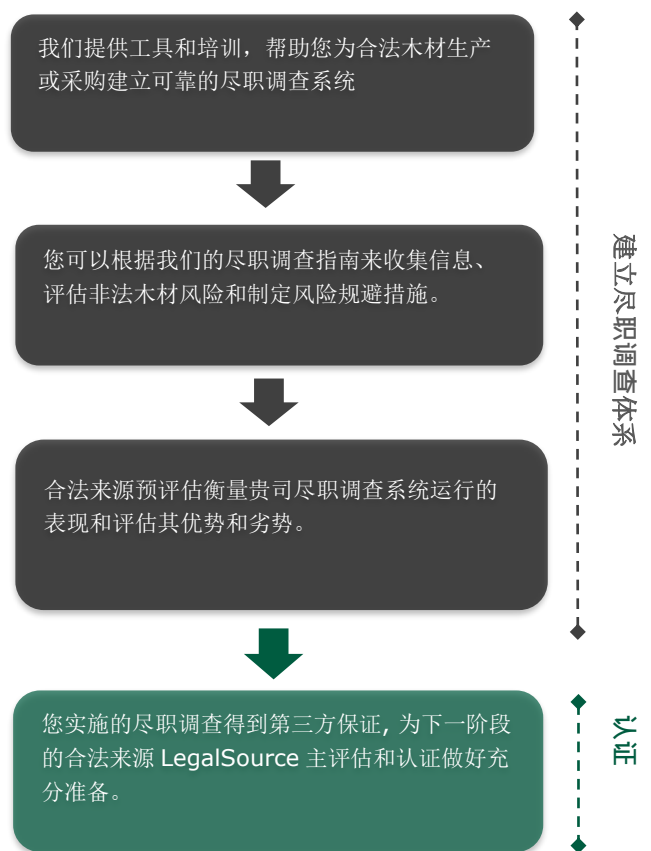 我们提供工具和培训，帮助您为合法木材生产
或采购建立可靠的尽职调查系统
您可以根据我们的尽职调查指南来收集信息、
评估非法木材风险和制定风险规避措施。
建立尽职调查体系
合法来源预评估衡量贵司尽职调查系统运行的
表现和评估其优势和劣势。
您实施的尽职调查得到第三方保证, 为下一阶段
的合法来源 LegalSource 主评估和认证做好充
分准备。
认证